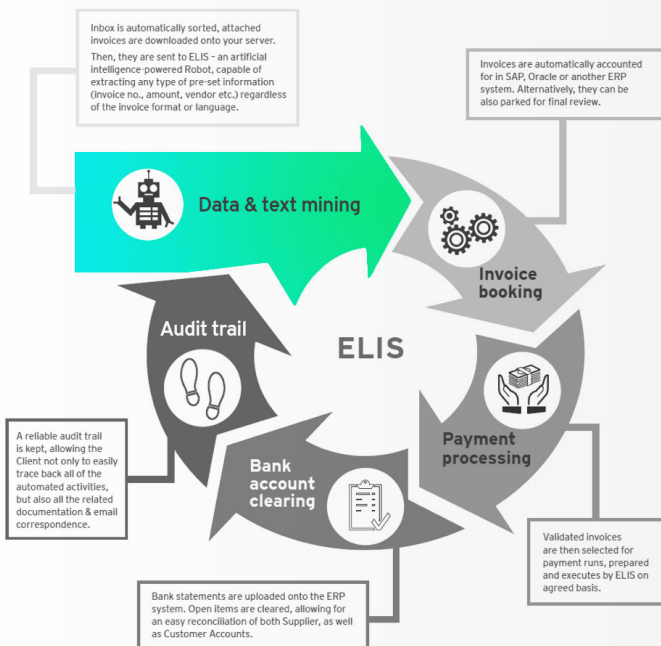 Inbox is automatically sorted, attached
invoices are downloaded onto your server.
Then, they are sent to ELIS – an artificial
intelligence-powered Robot, capable of
extracting any type of pre-set information
(invoice no., amount, vendor etc.) regardless
of the invoice format or language.
Invoices are automatically accounted
for in SAP, Oracle or another ERP
system. Alternatively, they can be
also parked for final review.
Data & text mining
Invoice
booking
Audit trail
ELIS
Payment
processing
Bank
account
clearing
A reliable audit trail
is kept, allowing the
Client not only to easily
trace back all of the
automated activities,
but also all the related
documentation & email
correspondence.
Validated invoices
are then selected for
payment runs, prepared
and executes by ELIS on
agreed basis.
Bank statements are uploaded onto the ERP
system. Open items are cleared, allowing for
an easy reconciliation of both Supplier, as well
as Customer Accounts.